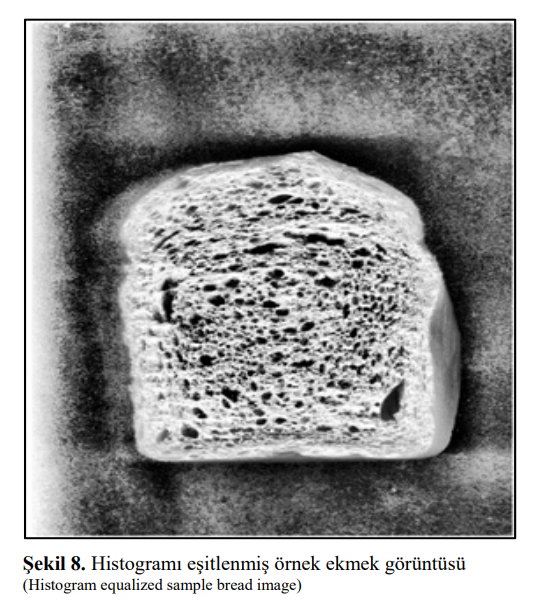 Şekil 8. Histogramı eşitlenmiş örnek ekmek görüntüsü
(Histogram equalized sample bread image)